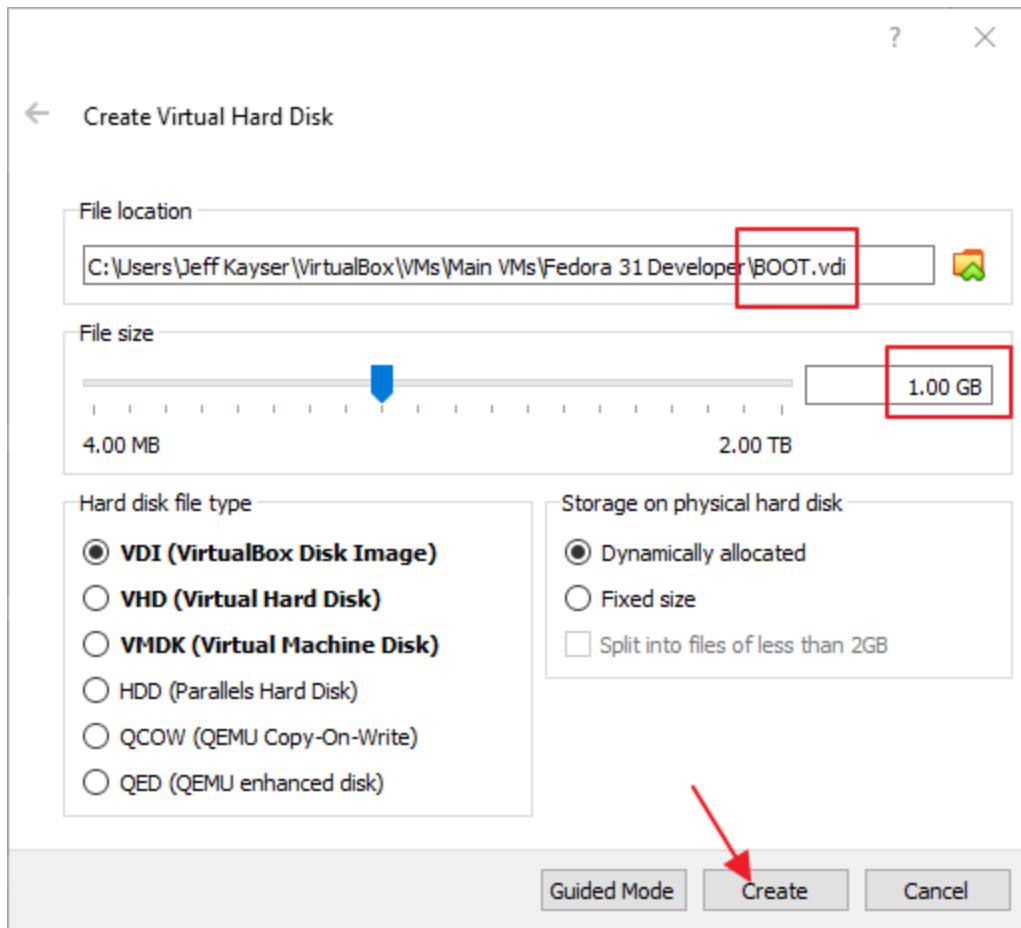 ?
Create Virtual Hard Disk
File location
C:\Users\Jeff Kayser\VirtualBox\VMs\Main VMs\Fedora 31 Developer\BOOT.vdi
File size
1.00 GB
4.00 MB 2.00 TB
Hard disk file type
VDI (VirtualBox Disk Image)
VHD (Virtual Hard Disk)
VMDK (Virtual Machine Disk)
HDD (Parallels Hard Disk)
QCOW (QEMU Copy-On-Write)
QED (QEMU enhanced disk)
Storage on physical hard disk
Dynamically allocated
Fixed size
Split into files of less than 2GB
Guided Mode Create Cancel